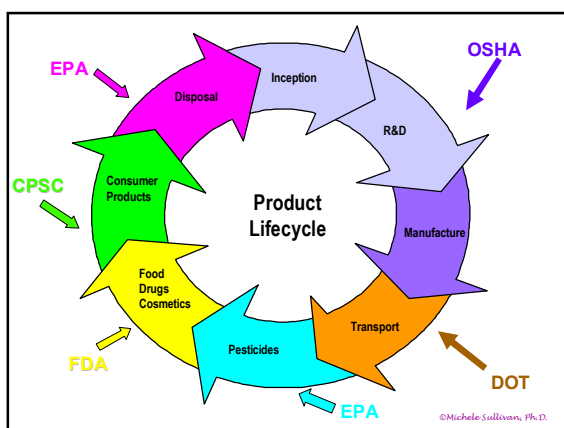 EPA
OSHA
Inception
Disposal
R&D
CPSC
Consumer
Products
Product
Lifecycle
Manufacture
Food
Drugs
Cosmetics
Transport
Pesticides
FDA
DOT
EPA
©Michele Sullivan, Ph.D.